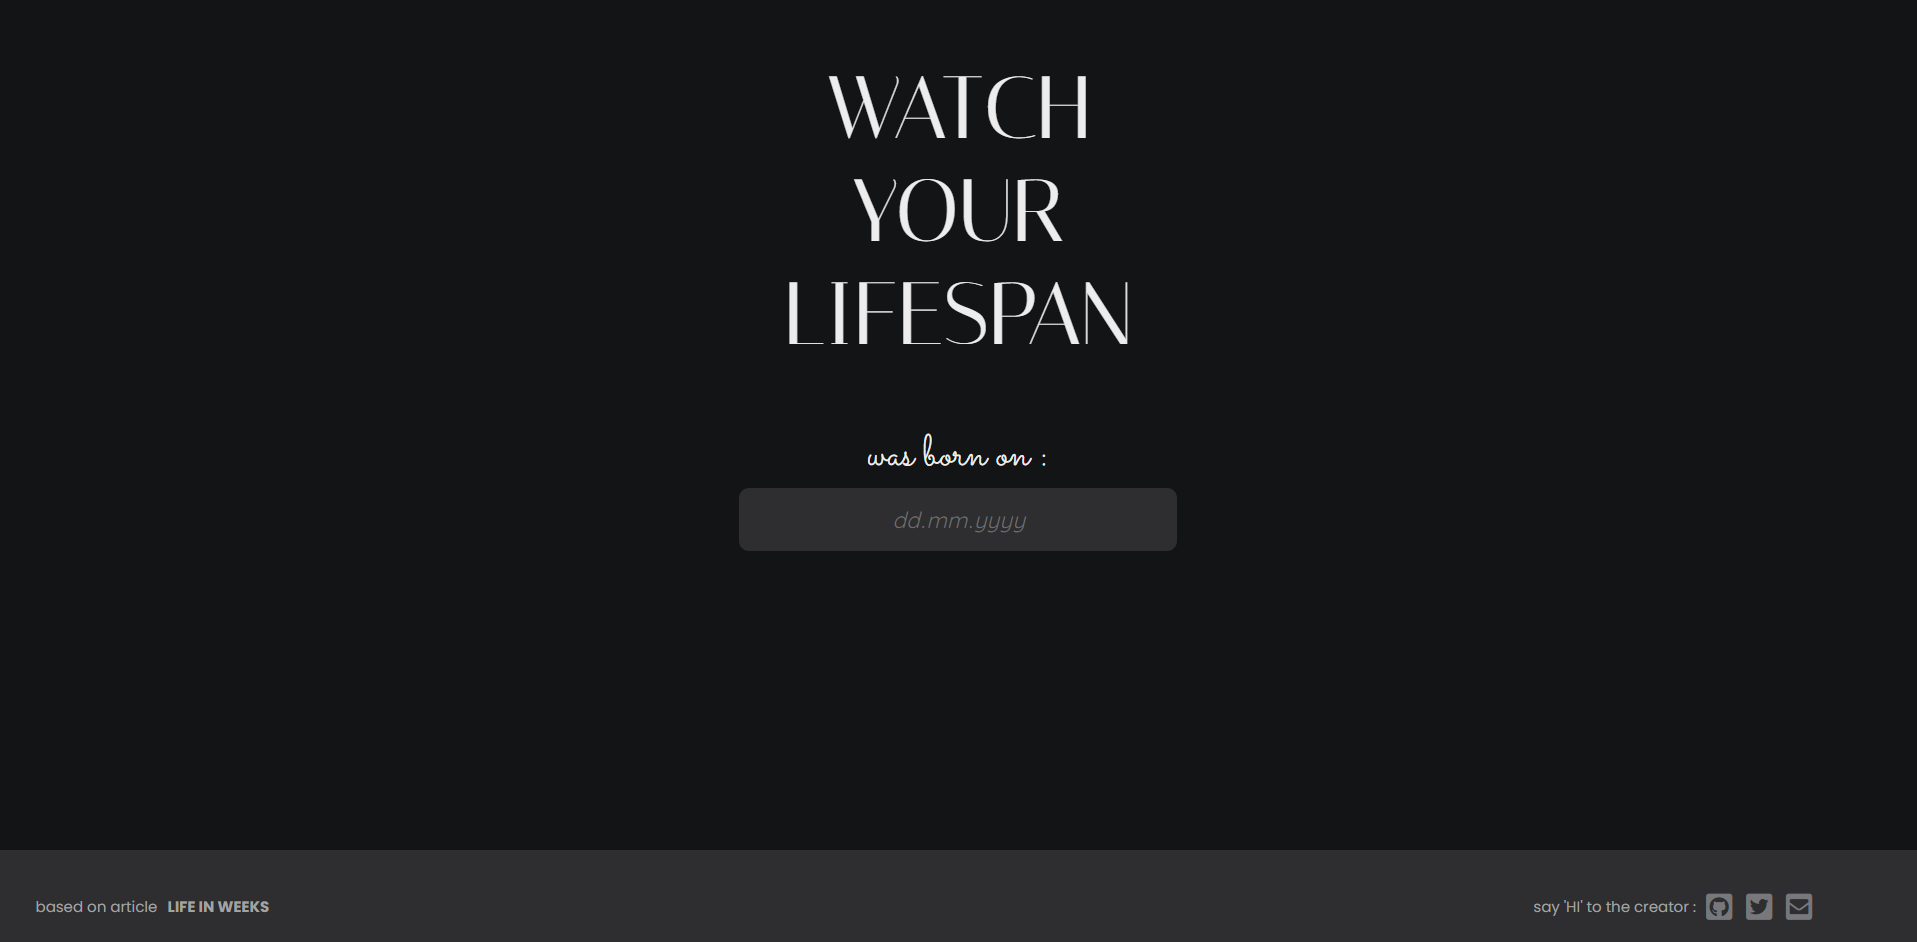 WATCH
YOUR
LIFESPAN
was born on :
dd.mm.yyyy
based on article LIFE IN WEEKS
say 'HI' to the creator :